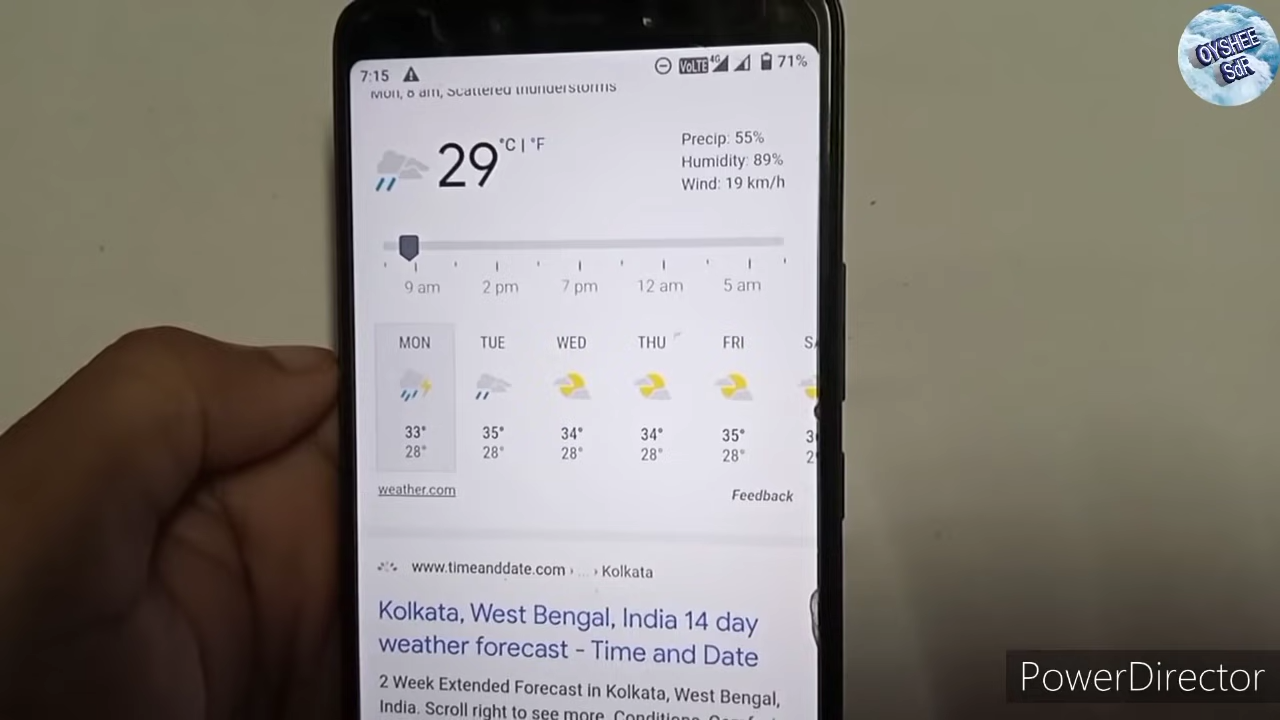 OYSHEE
SdR
7:15 VoLTE 4G 71%
Mon, 8 am, Scattered thunderstorms
29 °C | °F
Precip: 55%
Humidity: 89%
Wind: 19 km/h
9 am 2 pm 7 pm 12 am 5 am
MON TUE WED THU FRI
33° 35° 34° 34° 35°
28° 28° 28° 28° 28°
weather.com Feedback
www.timeanddate.com › ... › Kolkata
Kolkata, West Bengal, India 14 day
weather forecast - Time and Date
2 Week Extended Forecast in Kolkata, West Bengal,
India. Scroll right to see more. Conditions.
PowerDirector